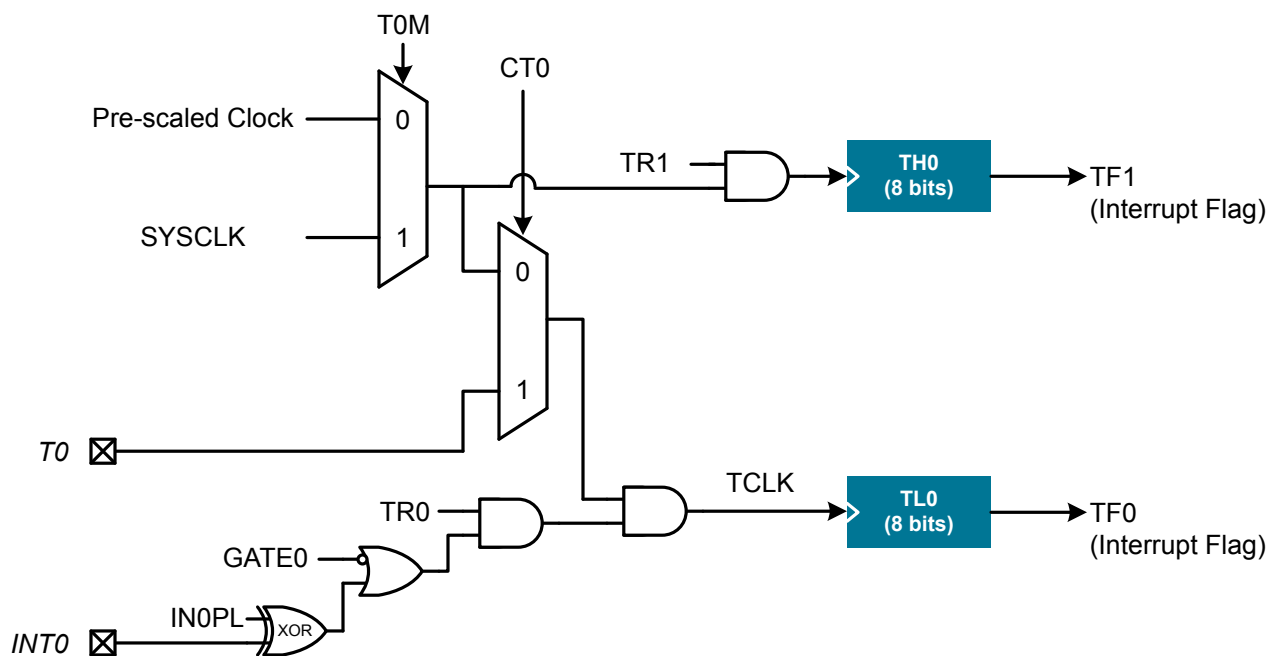 T0M
CT0
Pre-scaled Clock
0
TR1
TH0
(8 bits)
TF1
(Interrupt Flag)
SYSCLK
1
0
1
T0
TCLK
TL0
(8 bits)
TF0
(Interrupt Flag)
TR0
GATE0
IN0PL
XOR
INT0